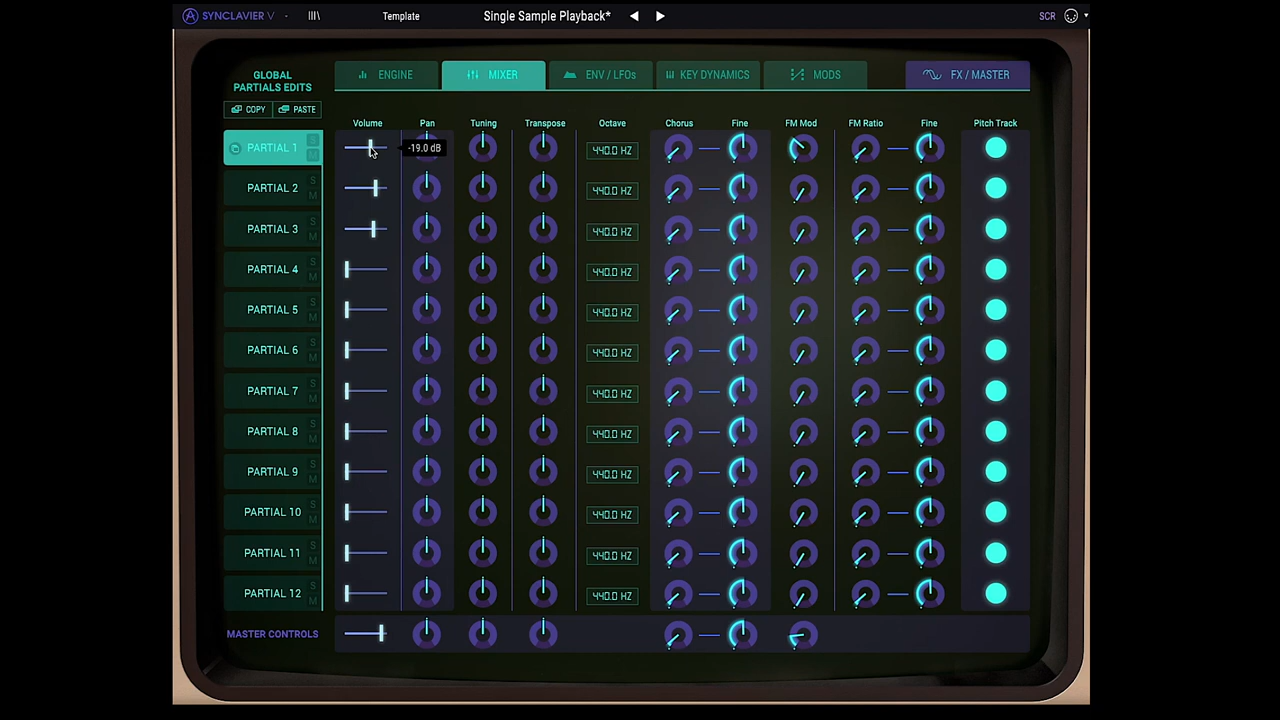 SYNCLAVIER V
Template
Single Sample Playback*
SCR
GLOBAL
PARTIALS EDITS
COPY PASTE
ENGINE
MIXER
ENV / LFOs
KEY DYNAMICS
MODS
FX / MASTER
Volume Pan Tuning Transpose Octave Chorus Fine FM Mod FM Ratio Fine Pitch Track
PARTIAL 1 S M -19.0 dB 440.0 HZ
PARTIAL 2 S M 440.0 HZ
PARTIAL 3 S M 440.0 HZ
PARTIAL 4 S M 440.0 HZ
PARTIAL 5 S M 440.0 HZ
PARTIAL 6 S M 440.0 HZ
PARTIAL 7 S M 440.0 HZ
PARTIAL 8 S M 440.0 HZ
PARTIAL 9 S M 440.0 HZ
PARTIAL 10 S M 440.0 HZ
PARTIAL 11 S M 440.0 HZ
PARTIAL 12 S M 440.0 HZ
MASTER CONTROLS